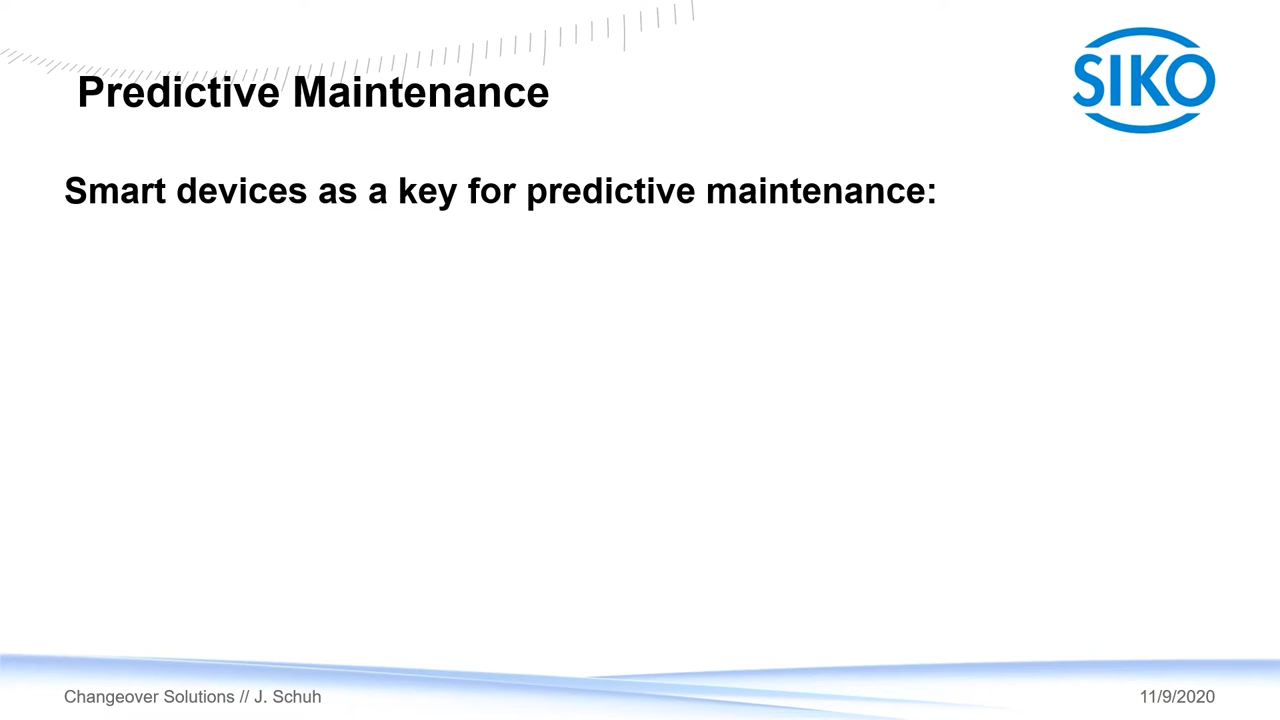 Predictive Maintenance
SIKO
Smart devices as a key for predictive maintenance:
Changeover Solutions // J. Schuh
11/9/2020